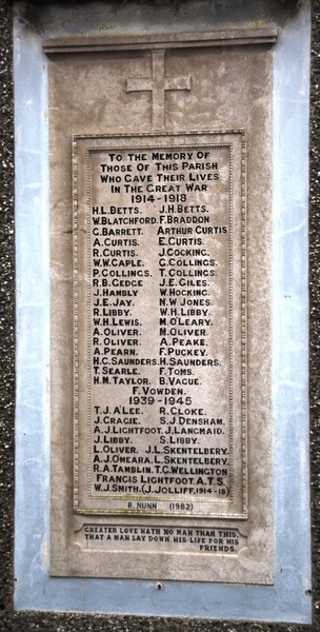 TO THE MEMORY OF
THOSE OF THIS PARISH
WHO GAVE THEIR LIVES
IN THE GREAT WAR
1914-1918
H.L.BETTS. J.H.BETTS.
W.BLATCHFORD. F.BRADDON
G.BARRETT. ARTHUR CURTIS
A.CURTIS. E.CURTIS.
R.CURTIS. J.COCKING.
W.W.CAPLE. C.COLLINGS.
P.COLLINGS. T.COLLINGS.
R.B.GEDGE J.E.GILES.
J.HAMBLY W.HOCKING.
J.E.JAY. N.W.JONES.
R.LIBBY. W.H.LIBBY.
W.H.LEWIS. M.O'LEARY.
A.OLIVER. M.OLIVER.
R.OLIVER. A.PEAKE.
A.PEARN. F.PUCKEY.
H.C.SAUNDERS. H.SAUNDERS.
T.SEARLE. F.TOMS.
H.M.TAYLOR. B.VAGUE.
F.VOWDEN.
1939-1945
T.J.A'LEE. R.CLOKE.
J.CRAGIE. S.J.DENSHAM.
A.J.LIGHTFOOT. J.LANGMAID.
J.LIBBY. S.LIBBY.
L.OLIVER. J.L.SKENTELBERY.
A.J.OMEARA. L.SKENTELBERY.
R.A.TAMBLIN. T.C.WELLINGTON
FRANCIS LIGHTFOOT A.T.S.
W.J.SMITH. (J.JOLLIFF, 1914-18)
R. NUNN (1982)
GREATER LOVE HATH NO MAN THAN THIS,
THAT A MAN LAY DOWN HIS LIFE FOR HIS
FRIENDS.